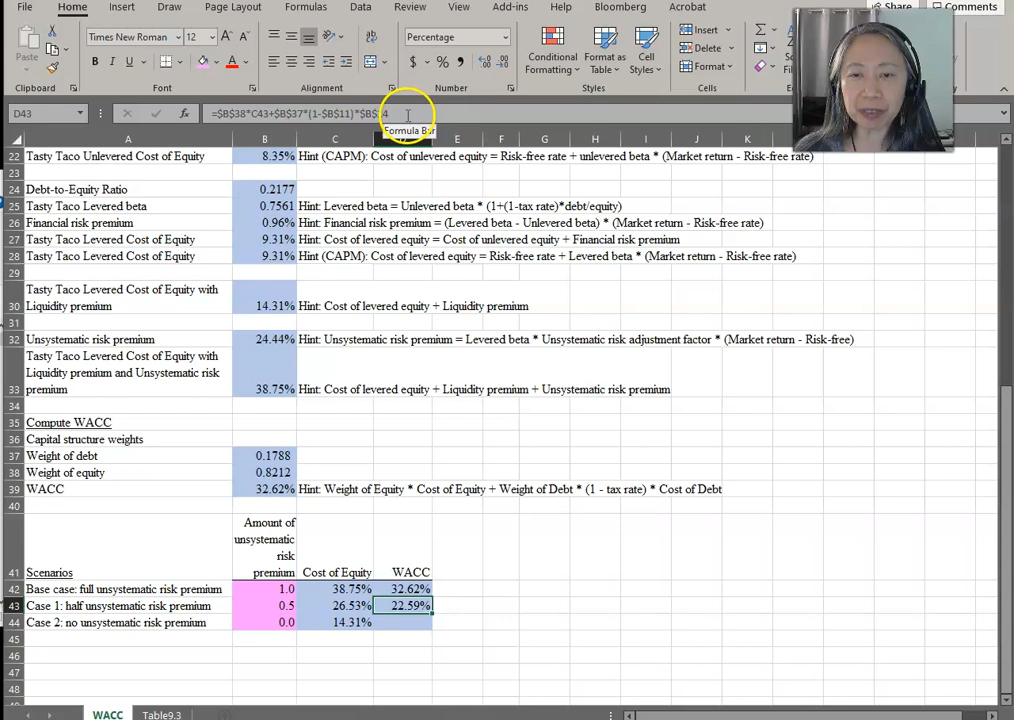 File Home Insert Draw Page Layout Formulas Data Review View Add-ins Help Bloomberg Acrobat Share Comments
Times New Roman 12 Percentage Insert
Paste B I U A Conditional Formatting Format as Table Cell Styles Delete Format
Clipboard Font Alignment Number Styles Cells
D43 =$B$38*C43+$B$37*(1-$B$11)*$B$14
Formula Bar
A B C D E F G H I J K L M N O
22 Tasty Taco Unlevered Cost of Equity 8.35% Hint (CAPM): Cost of unlevered equity = Risk-free rate + unlevered beta * (Market return - Risk-free rate)
23
24 Debt-to-Equity Ratio 0.2177
25 Tasty Taco Levered beta 0.7561 Hint: Levered beta = Unlevered beta * (1+(1-tax rate)*debt/equity)
26 Financial risk premium 0.96% Hint: Financial risk premium = (Levered beta - Unlevered beta) * (Market return - Risk-free rate)
27 Tasty Taco Levered Cost of Equity 9.31% Hint: Cost of levered equity = Cost of unlevered equity + Financial risk premium
28 Tasty Taco Levered Cost of Equity 9.31% Hint (CAPM): Cost of levered equity = Risk-free rate + Levered beta * (Market return - Risk-free rate)
29
Tasty Taco Levered Cost of Equity with
30 Liquidity premium 14.31% Hint: Cost of levered equity + Liquidity premium
31
32 Unsystematic risk premium 24.44% Hint: Unsystematic risk premium = Levered beta * Unsystematic risk adjustment factor * (Market return - Risk-free)
Tasty Taco Levered Cost of Equity with
Liquidity premium and Unsystematic risk
33 premium 38.75% Hint: Cost of levered equity + Liquidity premium + Unsystematic risk premium
34
35 Compute WACC
36 Capital structure weights
37 Weight of debt 0.1788
38 Weight of equity 0.8212
39 WACC 32.62% Hint: Weight of Equity * Cost of Equity + Weight of Debt * (1 - tax rate) * Cost of Debt
40
Amount of
unsystematic
risk
41 Scenarios premium Cost of Equity WACC
42 Base case: full unsystematic risk premium 1.0 38.75% 32.62%
43 Case 1: half unsystematic risk premium 0.5 26.53% 22.59%
44 Case 2: no unsystematic risk premium 0.0 14.31%
45
46
47
48
WACC Table9.3